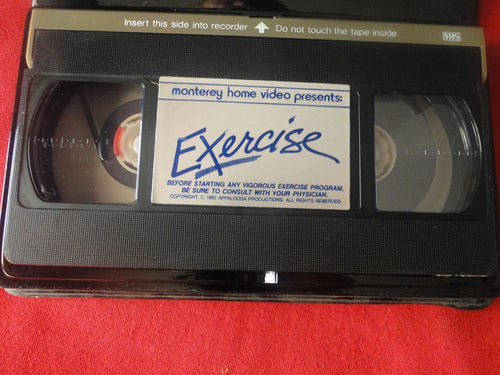 Insert this side into recorder Do not touch the tape inside
VHS
monterey home video presents:
Exercise
BEFORE STARTING ANY VIGOROUS EXERCISE PROGRAM,
BE SURE TO CONSULT WITH YOUR PHYSICIAN.
COPYRIGHT © 1982 APPALOOSA PRODUCTIONS. ALL RIGHTS RESERVED.